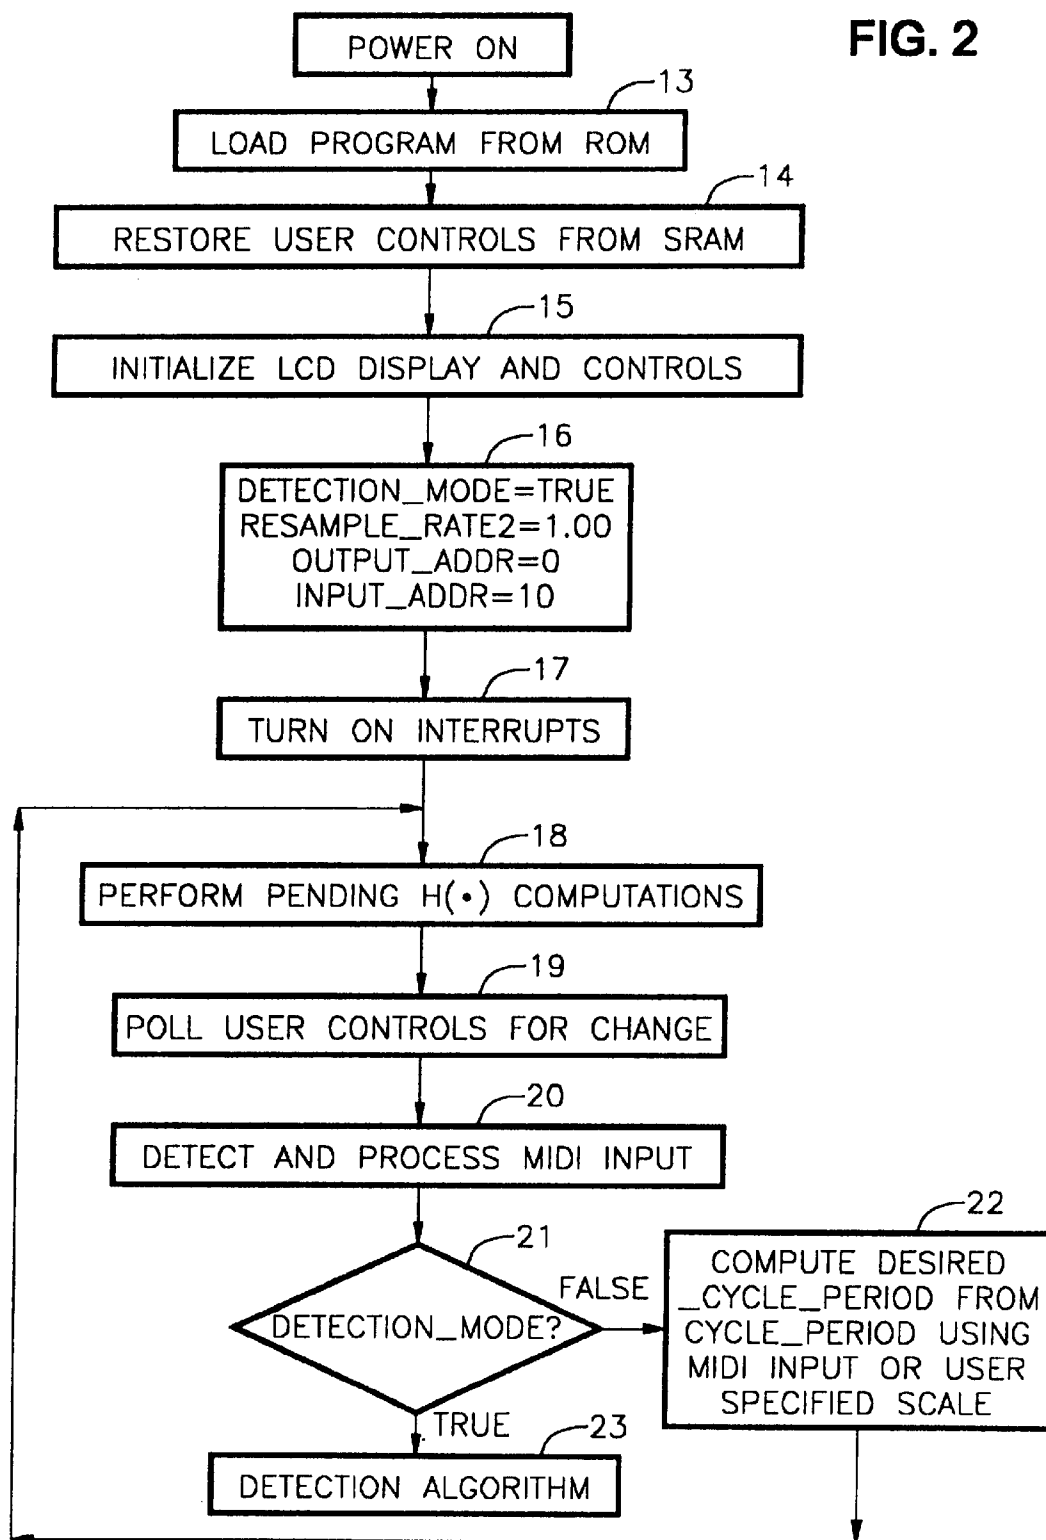 FIG. 2
POWER ON
13
LOAD PROGRAM FROM ROM
14
RESTORE USER CONTROLS FROM SRAM
15
INITIALIZE LCD DISPLAY AND CONTROLS
16
DETECTION_MODE=TRUE
RESAMPLE_RATE2=1.00
OUTPUT_ADDR=0
INPUT_ADDR=10
17
TURN ON INTERRUPTS
18
PERFORM PENDING H(•) COMPUTATIONS
19
POLL USER CONTROLS FOR CHANGE
20
DETECT AND PROCESS MIDI INPUT
21
DETECTION_MODE?
FALSE
22
COMPUTE DESIRED
_CYCLE_PERIOD FROM
CYCLE_PERIOD USING
MIDI INPUT OR USER
SPECIFIED SCALE
TRUE
23
DETECTION ALGORITHM